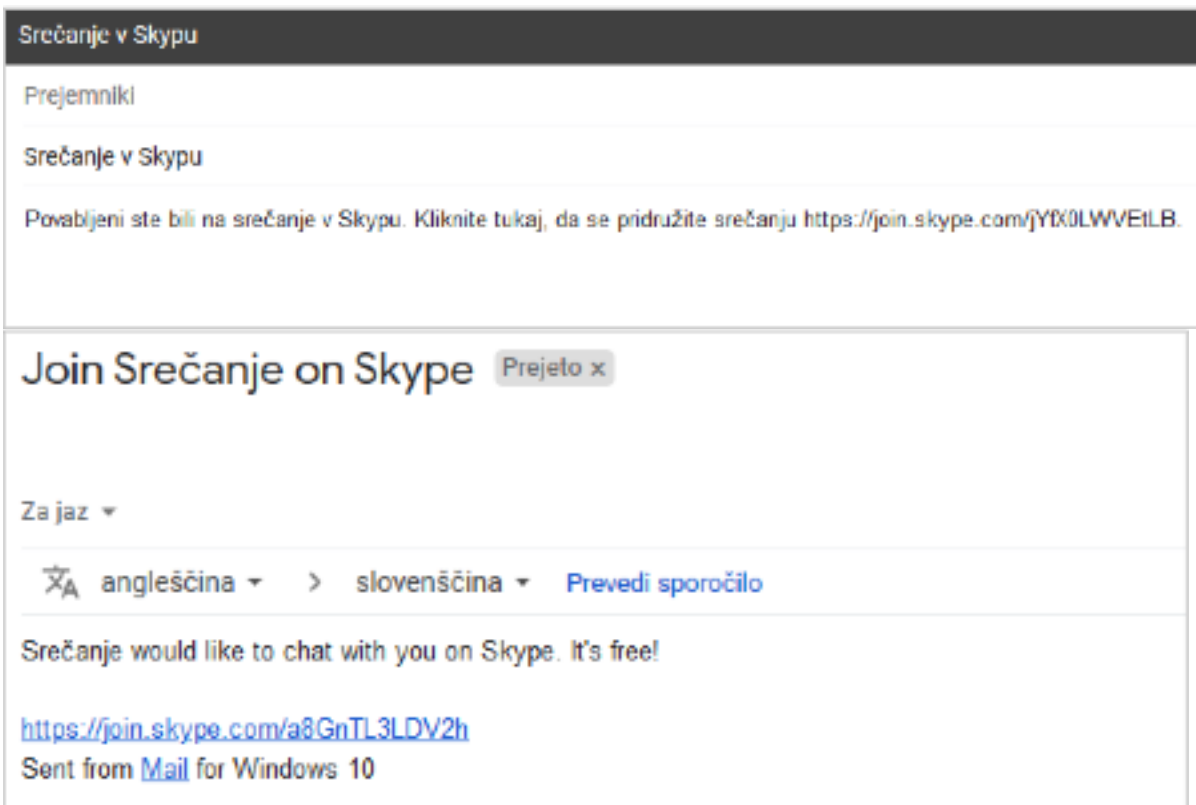 Srečanje v Skypu
Prejemniki
Srečanje v Skypu
Povabljeni ste bili na srečanje v Skypu. Kliknite tukaj, da se pridružite srečanju https://join.skype.com/jYfX0LWVEtLB.
Join Srečanje on Skype Prejeto x
Za jaz
angleščina > slovenščina Prevedi sporočilo
Srečanje would like to chat with you on Skype. It's free!
https://join.skype.com/a8GnTL3LDV2h
Sent from Mail for Windows 10